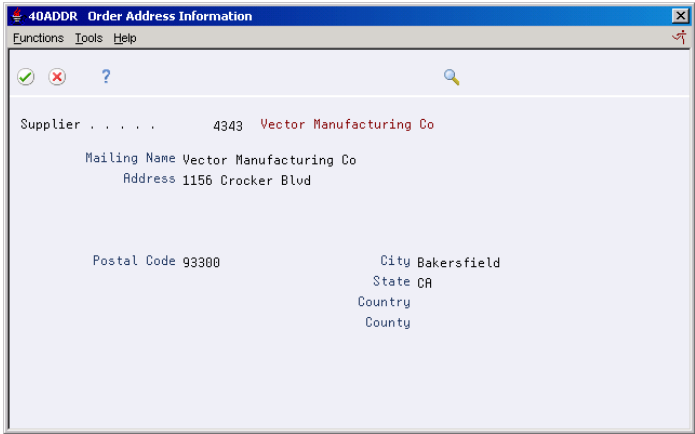 40ADDR Order Address Information
Functions Tools Help
?
Supplier . . . . . 4343 Vector Manufacturing Co
Mailing Name Vector Manufacturing Co
Address 1156 Crocker Blvd
Postal Code 93300 City Bakersfield
State CA
Country
County